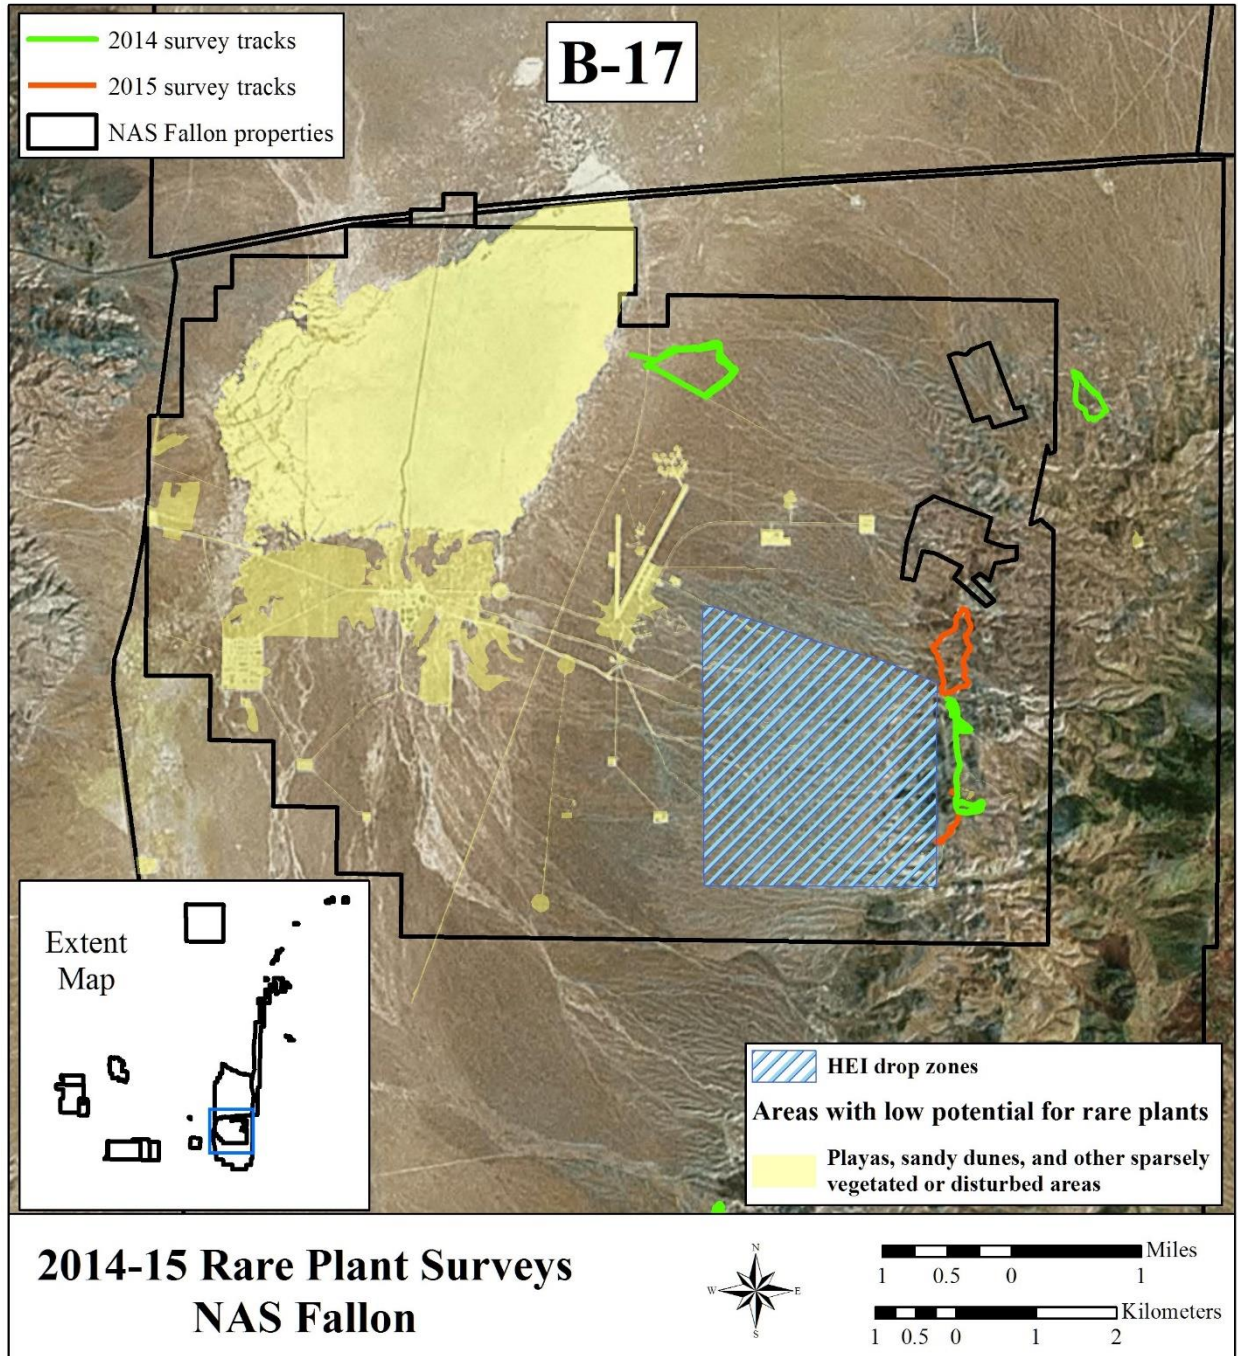 B-17
2014 survey tracks
2015 survey tracks
NAS Fallon properties
Extent
Map
HEI drop zones
Areas with low potential for rare plants
Playas, sandy dunes, and other sparsely
vegetated or disturbed areas
2014-15 Rare Plant Surveys
NAS Fallon
N
W E
S
Miles
1 0.5 0 1
Kilometers
1 0.5 0 1 2